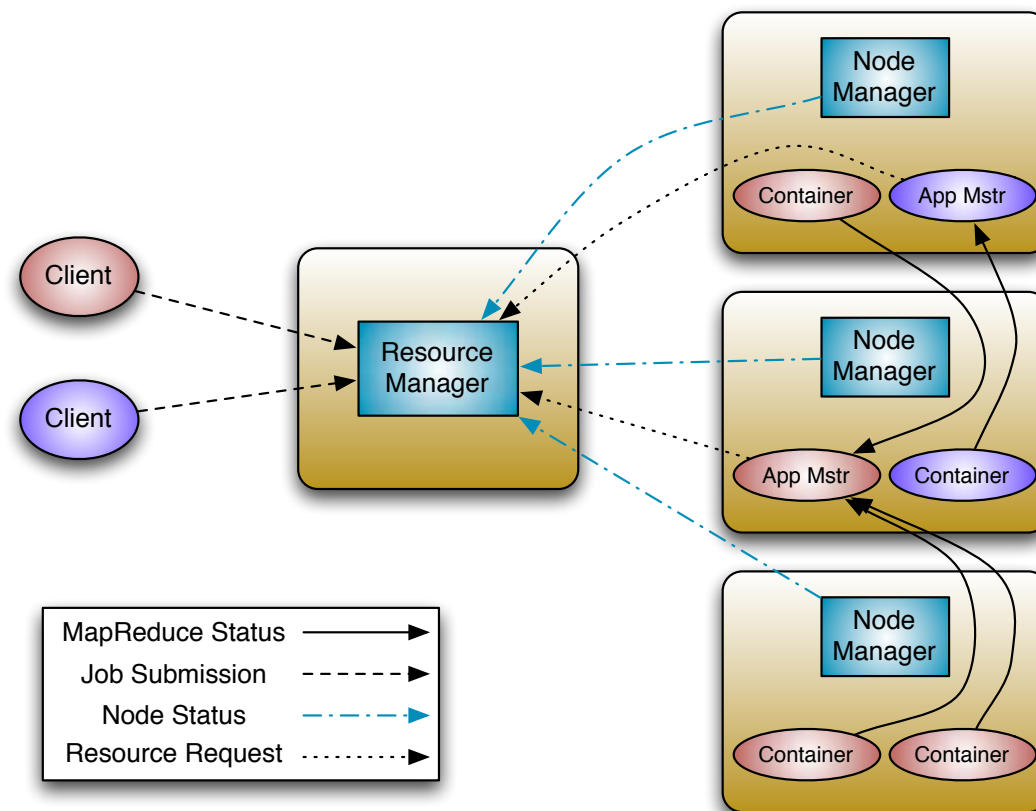 Node
Manager
Container
App Mstr
Client
Client
Resource
Manager
Node
Manager
App Mstr
Container
Node
Manager
Container
Container
MapReduce Status
Job Submission
Node Status
Resource Request